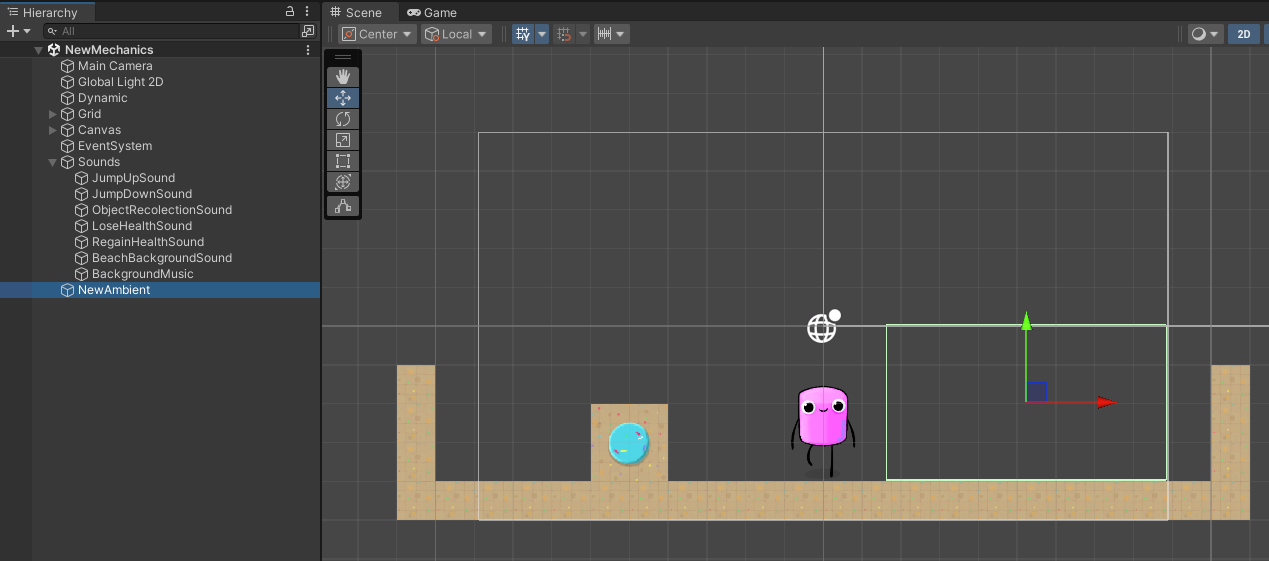 Hierarchy
All
NewMechanics
Main Camera
Global Light 2D
Dynamic
Grid
Canvas
EventSystem
Sounds
JumpUpSound
JumpDownSound
ObjectRecolectionSound
LoseHealthSound
RegainHealthSound
BeachBackgroundSound
BackgroundMusic
NewAmbient
Scene Game
Center Local 2D